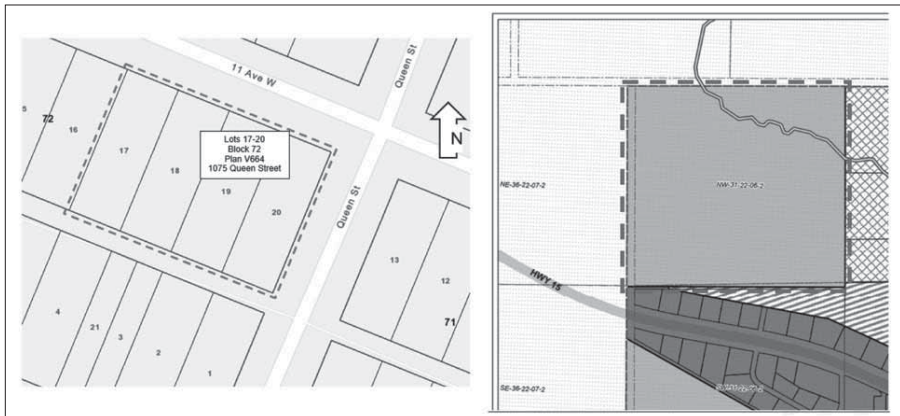 11 Ave W
Queen St
N
5
72
16
17
18
19
20
Lots 17-20
Block 72
Plan V664
1075 Queen Street
Queen St
13
12
71
4
21
3
2
1
NE-36-22-07-2
NW-31-22-06-2
HWY 15
SE-36-22-07-2